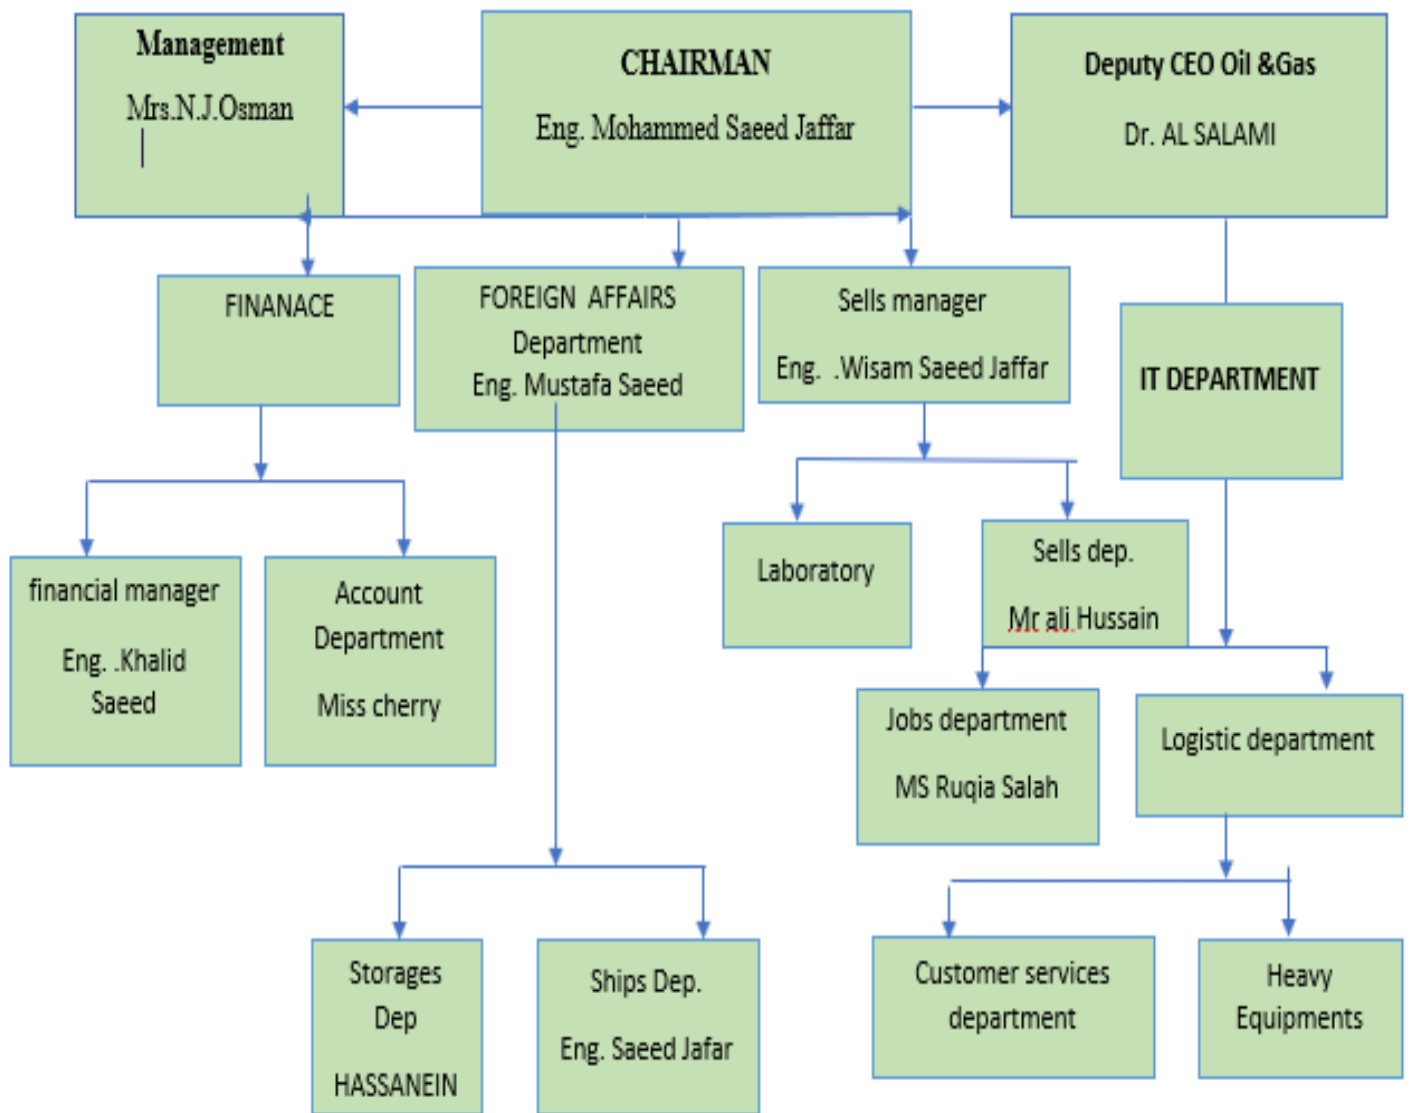 Management
Mrs.N.J.Osman
CHAIRMAN
Eng. Mohammed Saeed Jaffar
Deputy CEO Oil &Gas
Dr. AL SALAMI
FINANACE
FOREIGN AFFAIRS
Department
Eng. Mustafa Saeed
Sells manager
Eng. .Wisam Saeed Jaffar
IT DEPARTMENT
financial manager
Eng. .Khalid
Saeed
Account
Department
Miss cherry
Laboratory
Sells dep.
Mr ali Hussain
Jobs department
MS Ruqia Salah
Logistic department
Storages
Dep
HASSANEIN
Ships Dep.
Eng. Saeed Jafar
Customer services
department
Heavy
Equipments